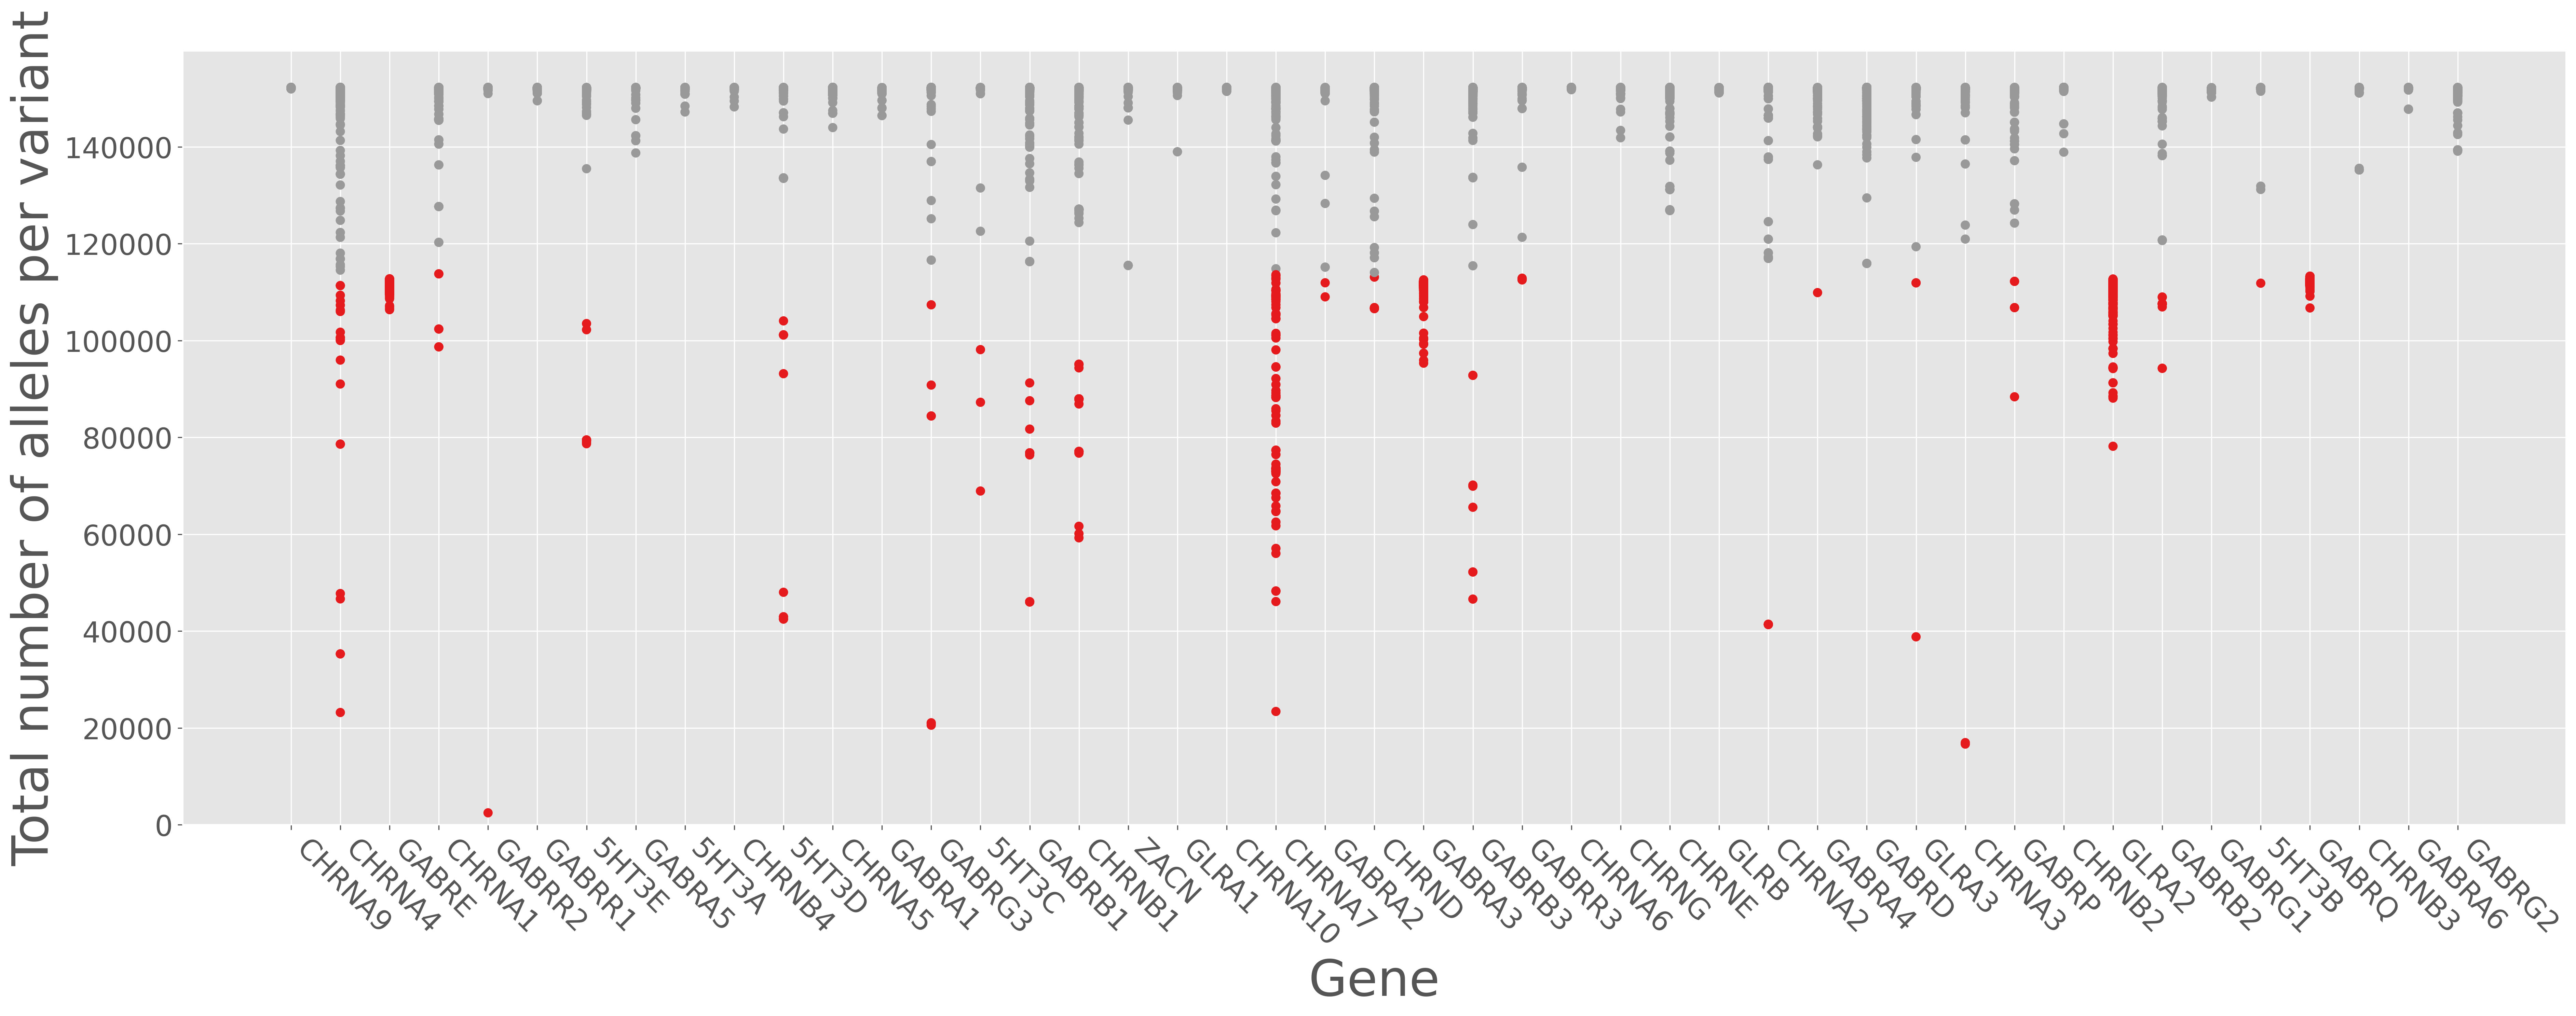 Total number of alleles per variant
140000
120000
100000
80000
60000
40000
20000
0
CHRNA9
CHRNA4
GABRE
CHRNA1
GABRR2
GABRR1
5HT3E
GABRA5
5HT3A
CHRNB4
5HT3D
CHRNA5
GABRA1
GABRG3
5HT3C
GABRB1
CHRNB1
ZACN
GLRA1
CHRNA10
CHRNA7
GABRA2
CHRND
GABRA3
GABRB3
GABRR3
CHRNA6
CHRNG
CHRNE
GLRB
CHRNA2
GABRA4
GABRD
GLRA3
CHRNA3
GABRP
CHRNB2
GLRA2
GABRB2
GABRG1
5HT3B
GABRQ
CHRNB3
GABRA6
GABRG2
Gene